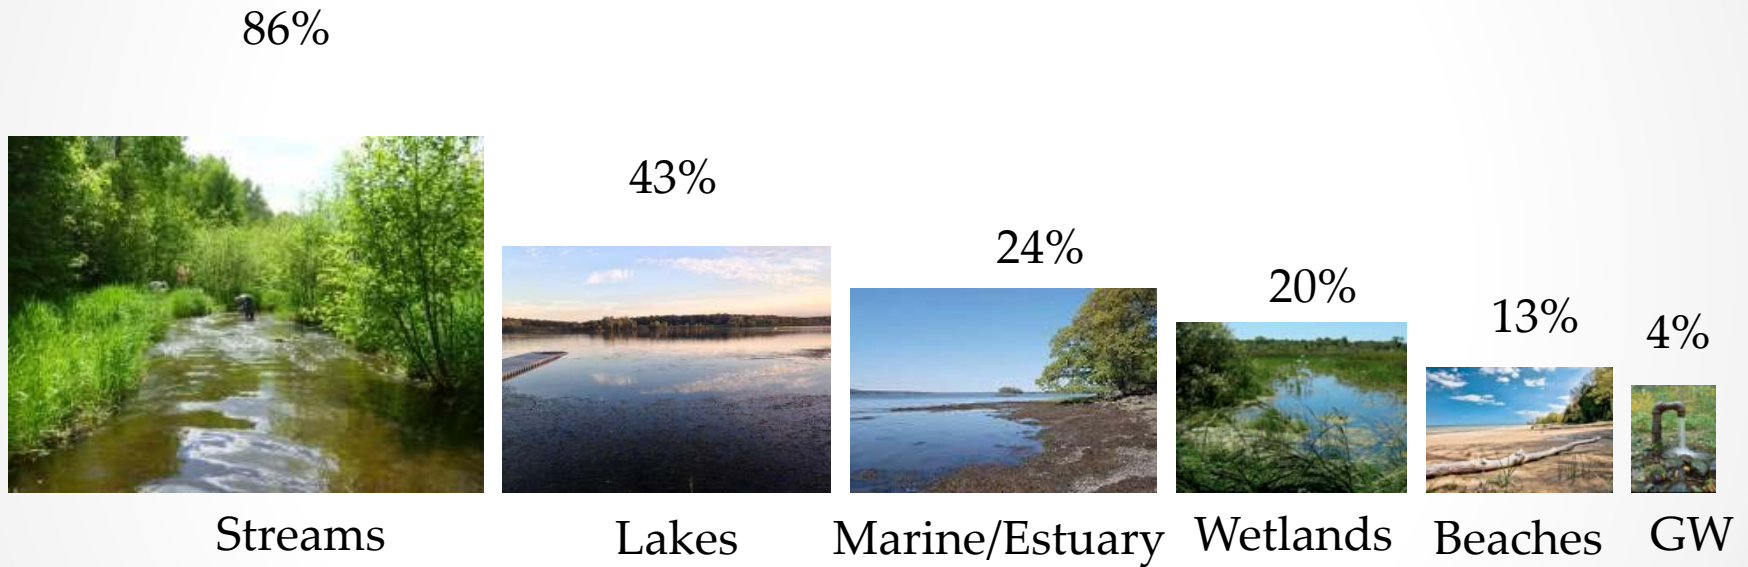 86%
43%
24%
20%
13%
4%
Streams
Lakes
Marine/Estuary
Wetlands
Beaches
GW